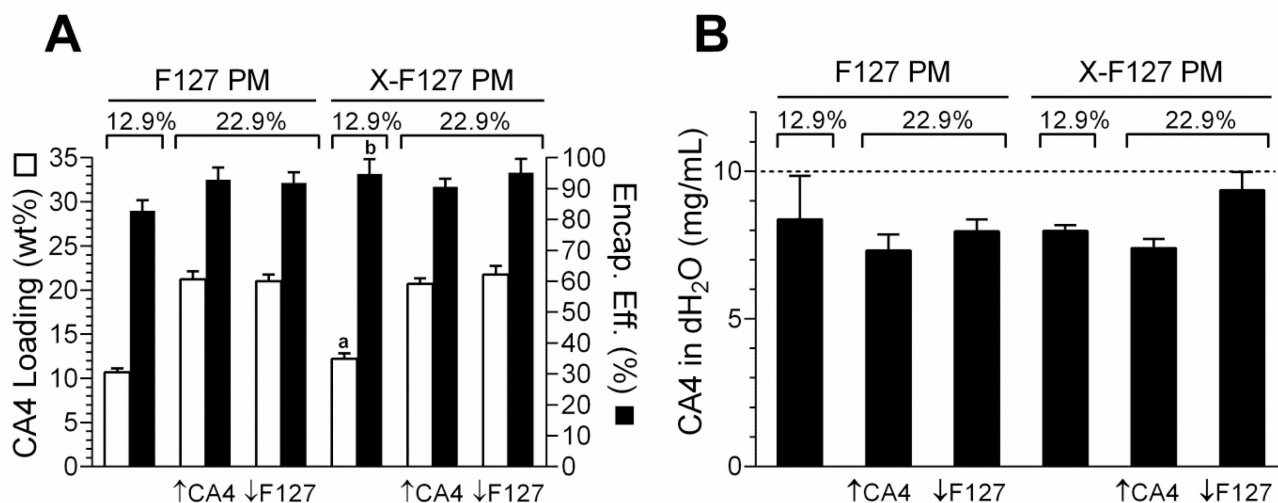 A
F127 PM
X-F127 PM
12.9%
22.9%
12.9%
22.9%
CA4 Loading (wt%)
35
30
25
20
15
10
5
0
a
b
100
90
80
70
60
50
40
30
20
10
0
Encap. Eff. (%)
↑CA4 ↓F127
↑CA4 ↓F127
B
F127 PM
X-F127 PM
12.9%
22.9%
12.9%
22.9%
CA4 in dH₂O (mg/mL)
10
5
0
↑CA4 ↓F127
↑CA4 ↓F127